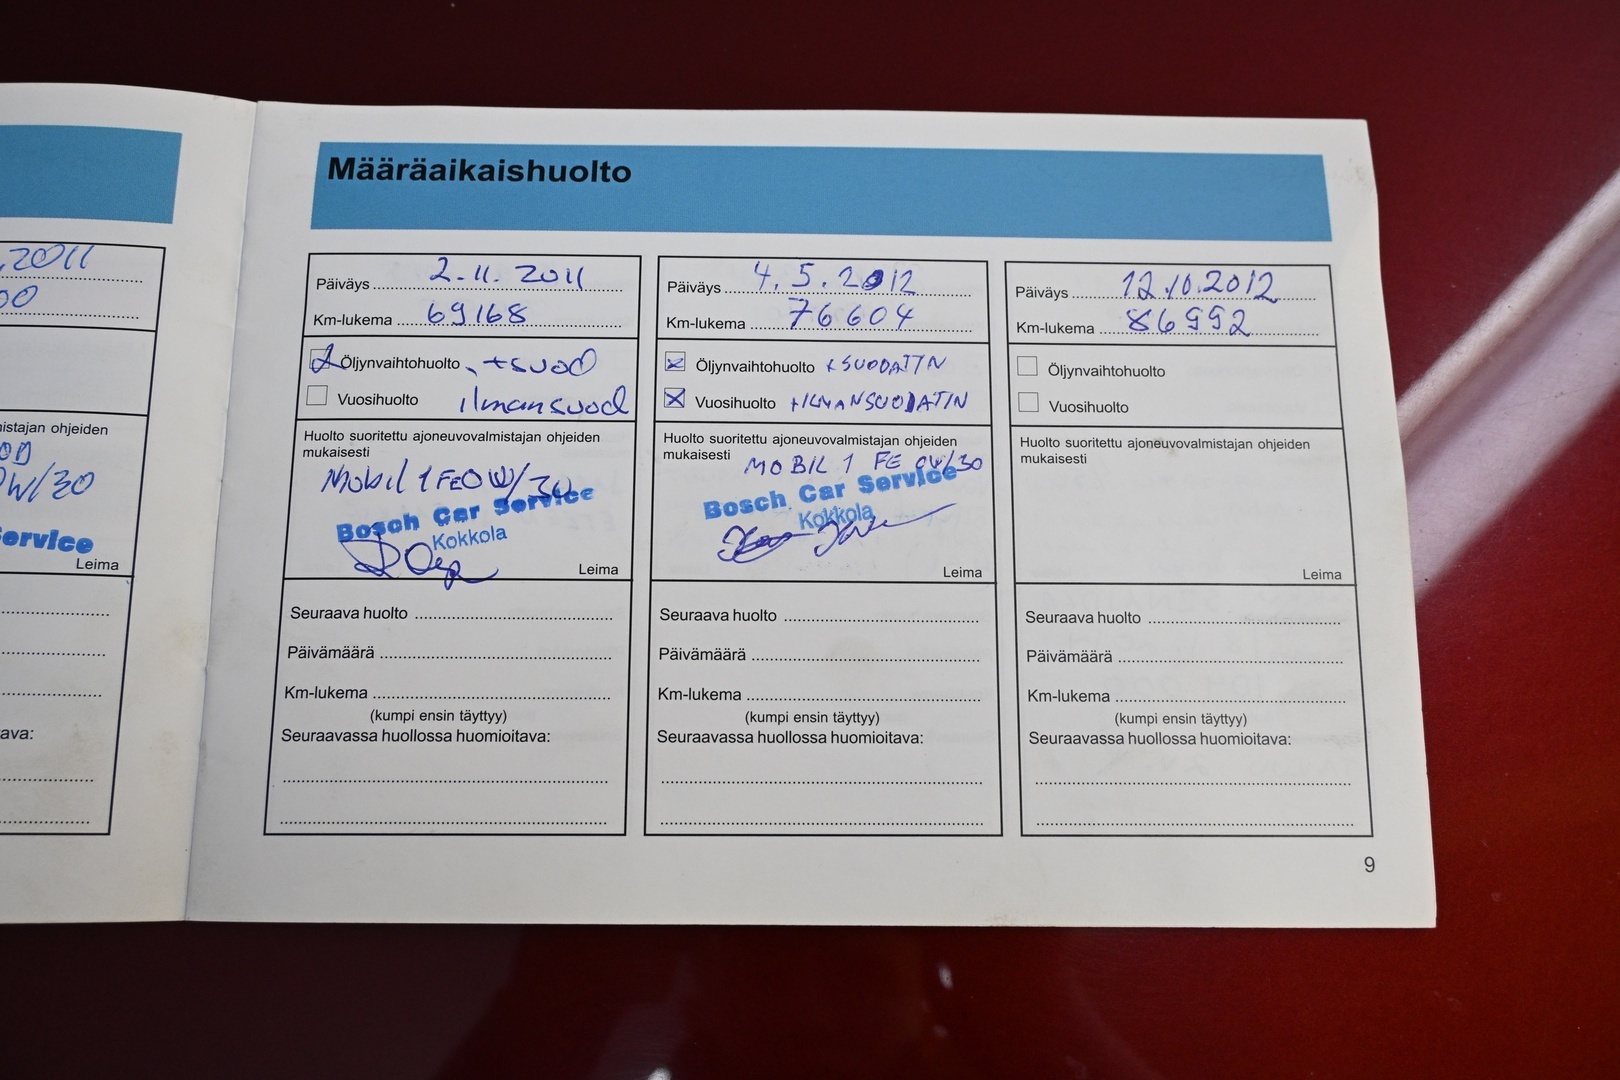 .2011
00
istajan ohjeiden
OD
0W/30
ervice
Leima
ava:
Määräaikaishuolto
Päiväys 2.11.2011
Km-lukema 69168
Öljynvaihtohuolto +suod
Vuosihuolto ilmansuod
Huolto suoritettu ajoneuvovalmistajan ohjeiden
mukaisesti
Mobil 1 FE 0W/30
Bosch Car Service
Kokkola
Leima
Seuraava huolto
Päivämäärä
Km-lukema
(kumpi ensin täyttyy)
Seuraavassa huollossa huomioitava:
Päiväys 4.5.2012
Km-lukema 76604
Öljynvaihtohuolto +SUODATIN
Vuosihuolto +ILMANSUODATIN
Huolto suoritettu ajoneuvovalmistajan ohjeiden
mukaisesti MOBIL 1 FE 0W/30
Bosch Car Service
Kokkola
Leima
Seuraava huolto
Päivämäärä
Km-lukema
(kumpi ensin täyttyy)
Seuraavassa huollossa huomioitava:
Päiväys 12.10.2012
Km-lukema 86992
Öljynvaihtohuolto
Vuosihuolto
Huolto suoritettu ajoneuvovalmistajan ohjeiden
mukaisesti
Leima
Seuraava huolto
Päivämäärä
Km-lukema
(kumpi ensin täyttyy)
Seuraavassa huollossa huomioitava:
9